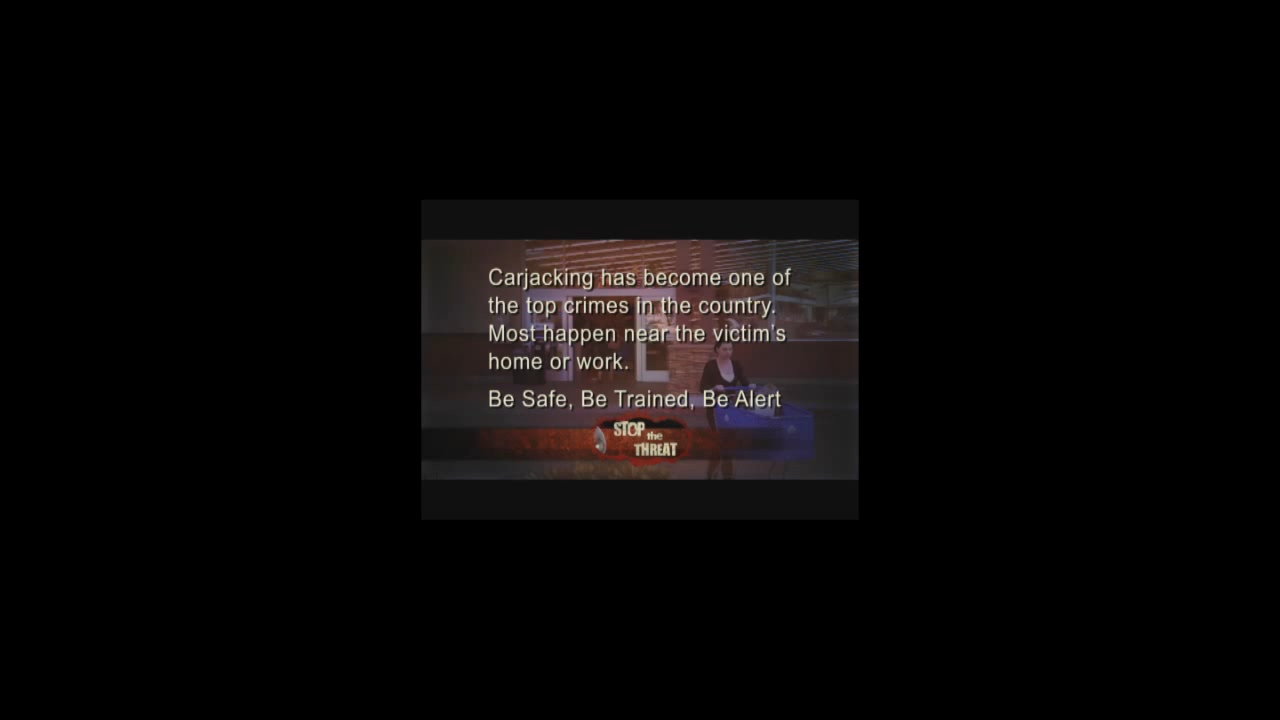 Carjacking has become one of
the top crimes in the country.
Most happen near the victim's
home or work.
Be Safe, Be Trained, Be Alert
STOP the
THREAT